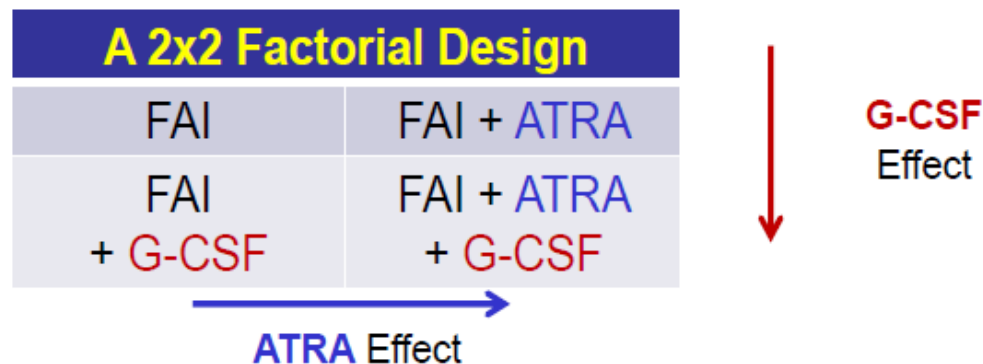 A 2x2 Factorial Design
FAI
FAI + ATRA
FAI
+ G-CSF
FAI + ATRA
+ G-CSF
G-CSF
Effect
ATRA Effect